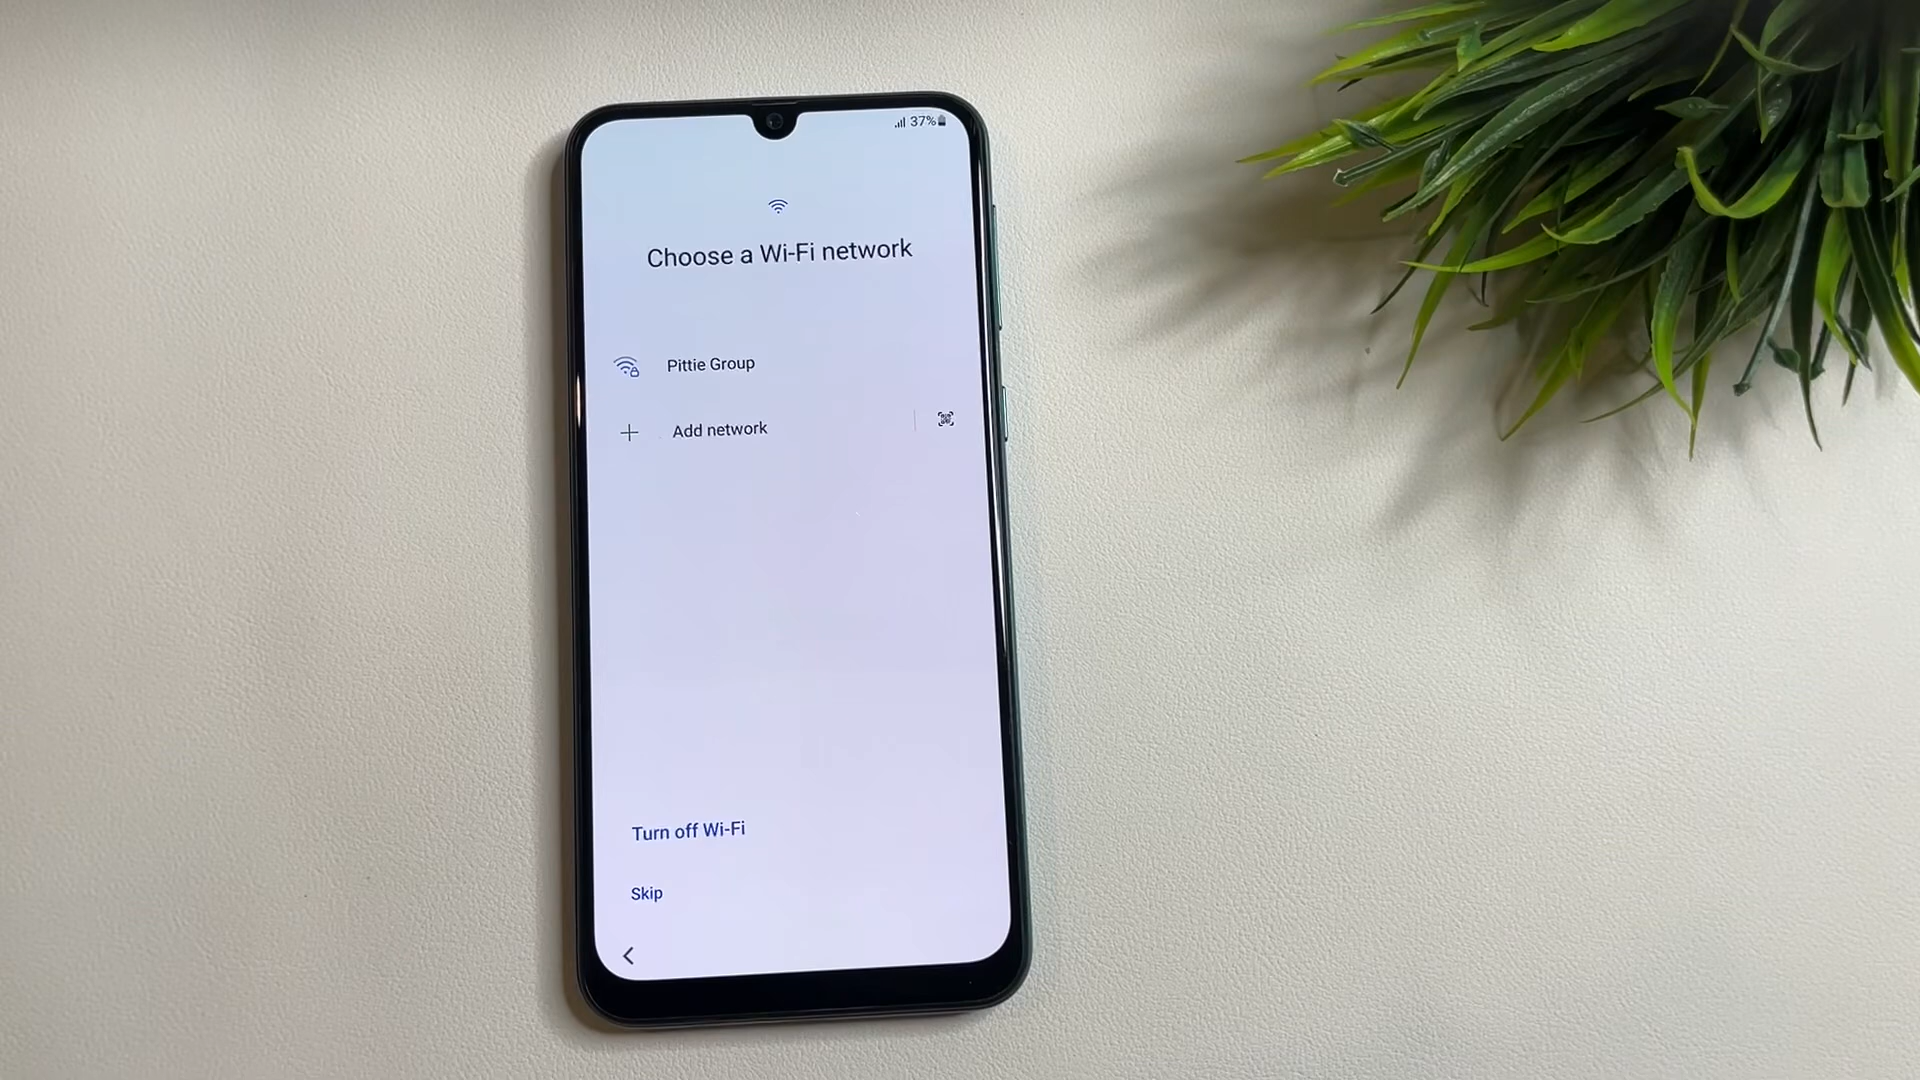 37%
Choose a Wi-Fi network
Pittie Group
Add network
Turn off Wi-Fi
Skip